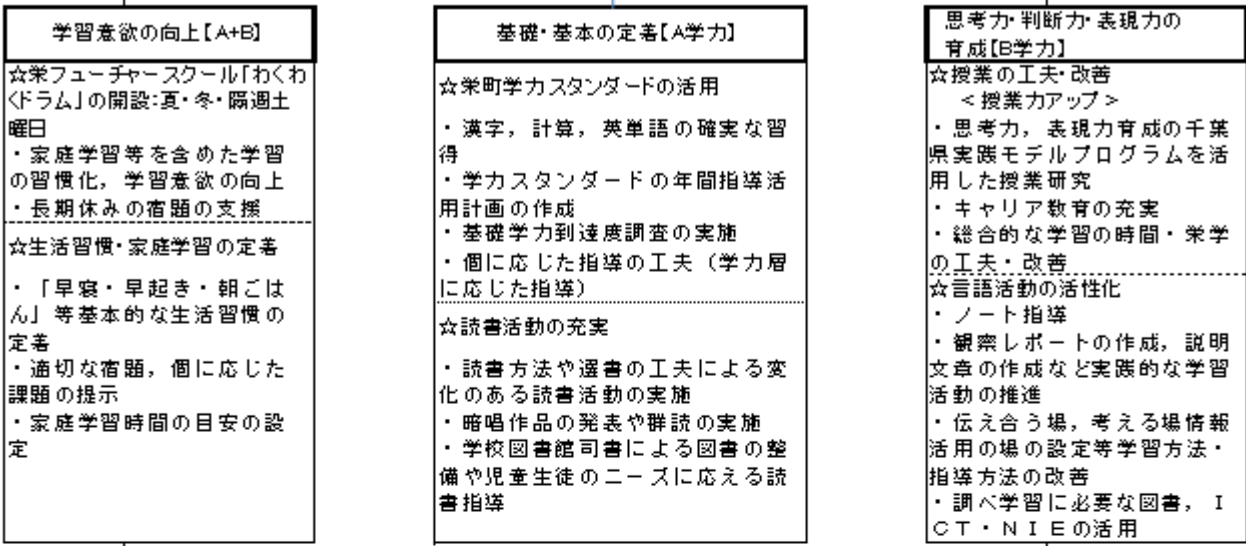 学習意欲の向上【A+B】
☆栄フューチャースクール「わくわ
くドラム」の開設:夏・冬・隔週土
曜日
・家庭学習等を含めた学習
の習慣化，学習意欲の向上
・長期休みの宿題の支援
☆生活習慣・家庭学習の定着
・「早寝・早起き・朝ごは
ん」等基本的な生活習慣の
定着
・適切な宿題，個に応じた
課題の提示
・家庭学習時間の目安の設
定
基礎・基本の定着【A学力】
☆栄町学力スタンダードの活用
・漢字，計算，英単語の確実な習
得
・学力スタンダードの年間指導活
用計画の作成
・基礎学力到達度調査の実施
・個に応じた指導の工夫（学力層
に応じた指導）
☆読書活動の充実
・読書方法や選書の工夫による変
化のある読書活動の実施
・暗唱作品の発表や群読の実施
・学校図書館司書による図書の整
備や児童生徒のニーズに応える読
書指導
思考力・判断力・表現力の
育成【B学力】
☆授業の工夫・改善
＜授業力アップ＞
・思考力，表現力育成の千葉
県実践モデルプログラムを活
用した授業研究
・キャリア教育の充実
・総合的な学習の時間・栄学
の工夫・改善
☆言語活動の活性化
・ノート指導
・観察レポートの作成，説明
文章の作成など実践的な学習
活動の推進
・伝え合う場，考える場情報
活用の場の設定等学習方法・
指導方法の改善
・調べ学習に必要な図書，Ｉ
ＣＴ・ＮＩＥの活用